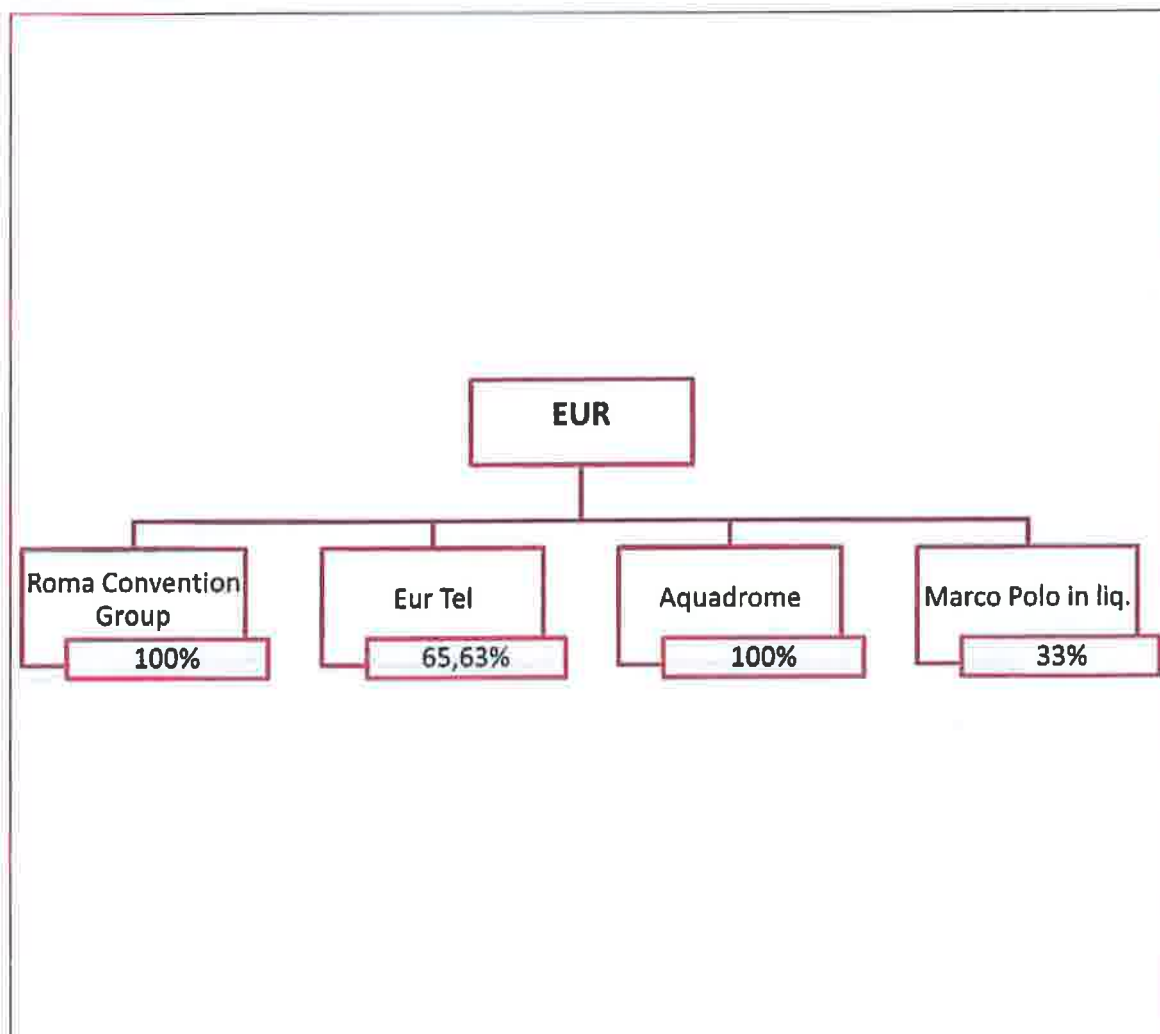 EUR
Roma Convention
Group
100%
Eur Tel
65,63%
Aquadrome
100%
Marco Polo in liq.
33%